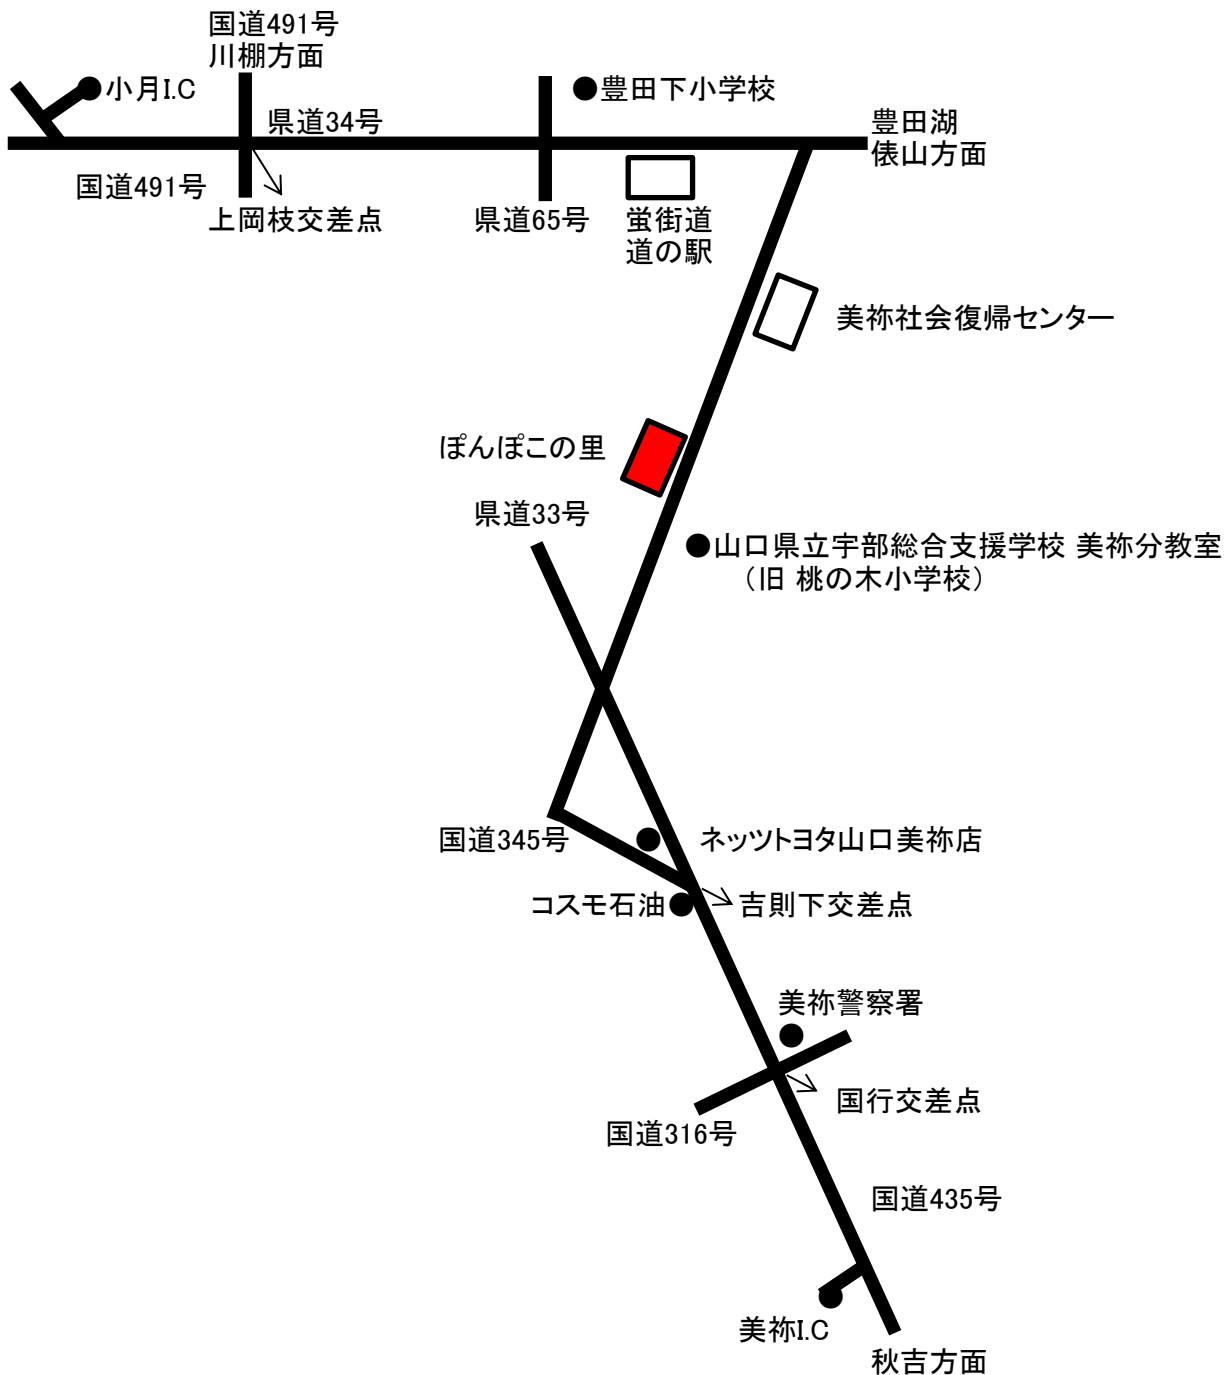 国道491号
川棚方面
小月I.C
豊田下小学校
県道34号
豊田湖
俵山方面
国道491号
上岡枝交差点
県道65号
蛍街道
道の駅
美祢社会復帰センター
ぽんぽこの里
県道33号
山口県立宇部総合支援学校 美祢分教室
（旧 桃の木小学校）
国道345号
ネッツトヨタ山口美祢店
コスモ石油
吉則下交差点
美祢警察署
国行交差点
国道316号
国道435号
美祢I.C
秋吉方面